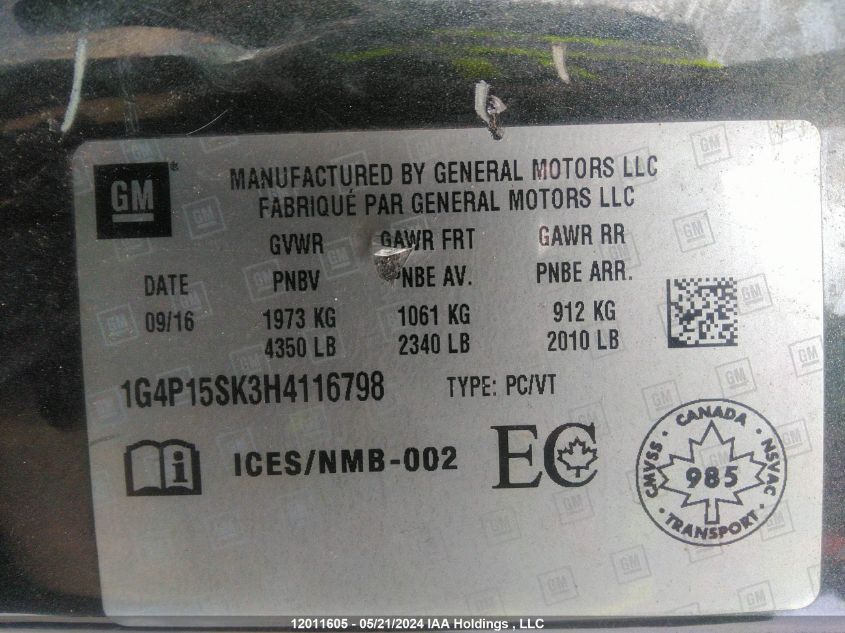 GM
MANUFACTURED BY GENERAL MOTORS LLC
FABRIQUÉ PAR GENERAL MOTORS LLC
GVWR GAWR FRT GAWR RR
DATE PNBV PNBE AV. PNBE ARR.
09/16 1973 KG 1061 KG 912 KG
4350 LB 2340 LB 2010 LB
1G4P15SK3H4116798 TYPE: PC/VT
i ICES/NMB-002 EC
CANADA
CMVSS 985 NSVAC
TRANSPORT
12011605 - 05/21/2024 IAA Holdings , LLC